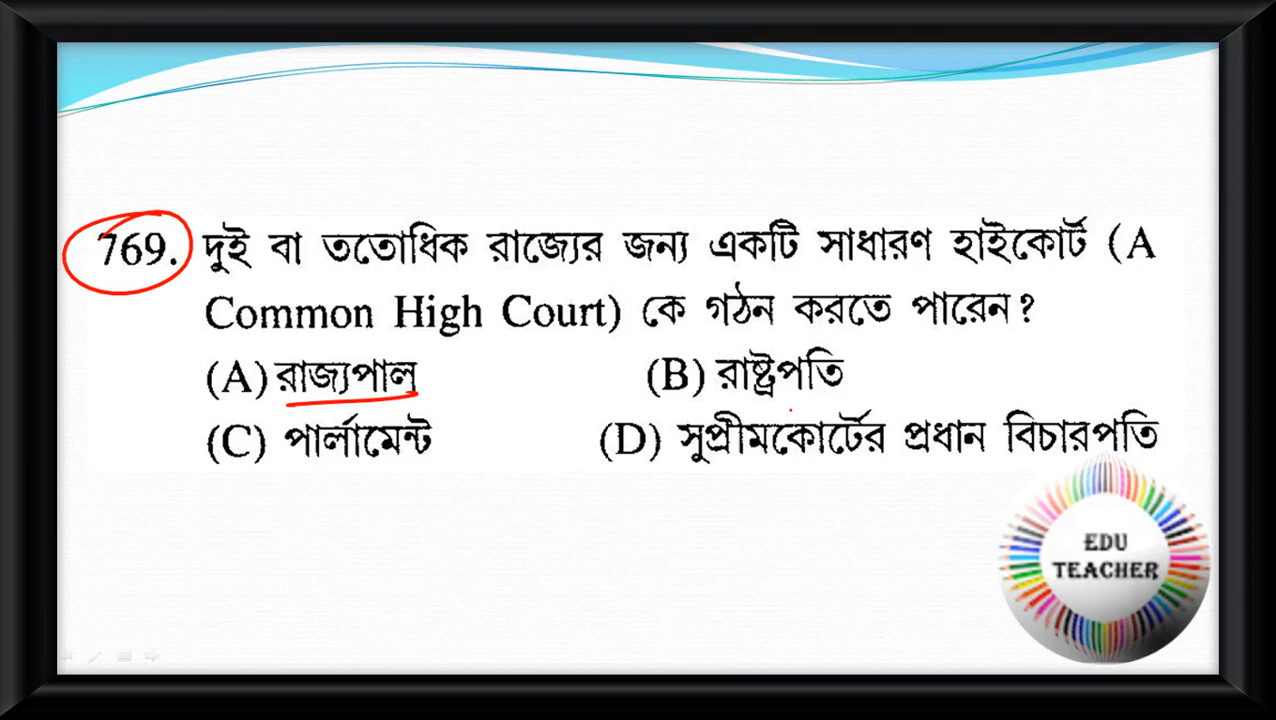 769. দুই বা ততোধিক রাজ্যের জন্য একটি সাধারণ হাইকোর্ট (A
Common High Court) কে গঠন করতে পারেন?
(A) রাজ্যপাল (B) রাষ্ট্রপতি
(C) পার্লামেন্ট (D) সুপ্রীমকোর্টের প্রধান বিচারপতি
EDU
TEACHER